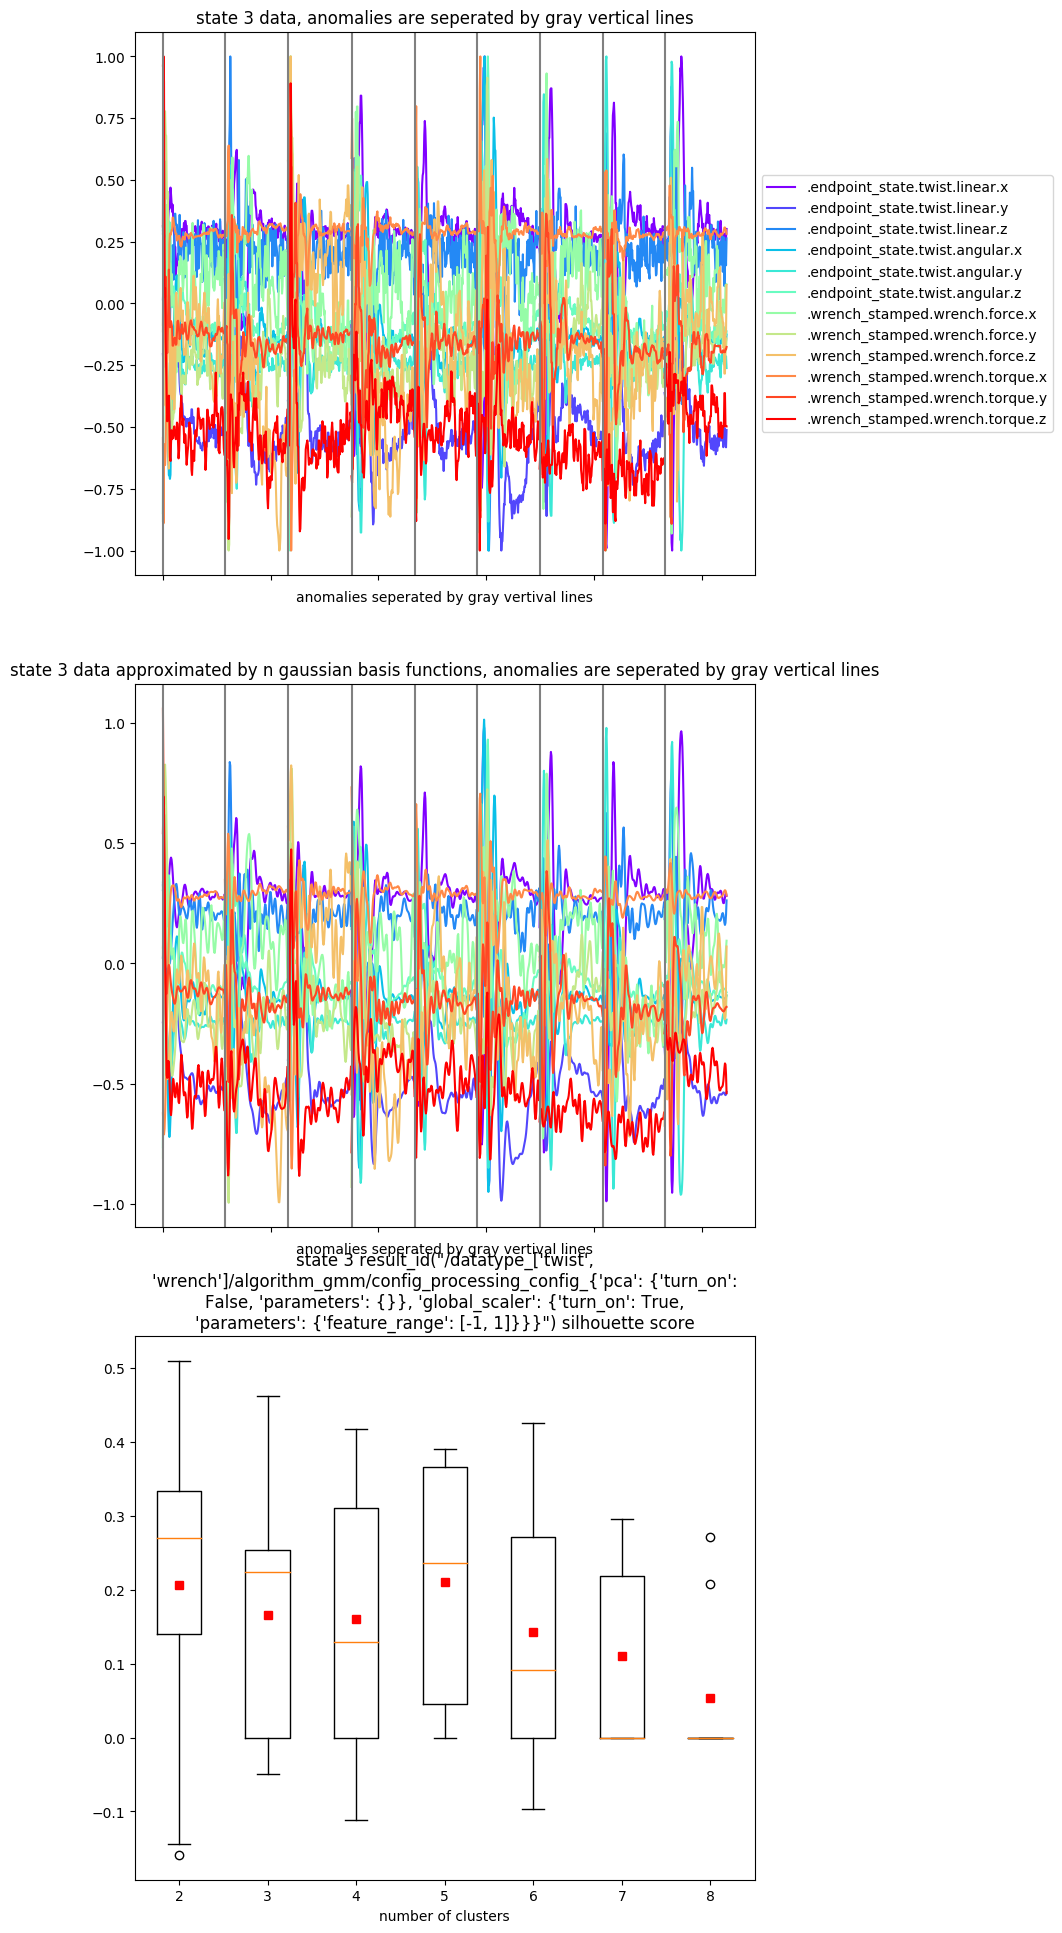 state 3 data, anomalies are seperated by gray vertical lines
1.00
0.75
0.50
0.25
0.00
−0.25
−0.50
−0.75
−1.00
.endpoint_state.twist.linear.x
.endpoint_state.twist.linear.y
.endpoint_state.twist.linear.z
.endpoint_state.twist.angular.x
.endpoint_state.twist.angular.y
.endpoint_state.twist.angular.z
.wrench_stamped.wrench.force.x
.wrench_stamped.wrench.force.y
.wrench_stamped.wrench.force.z
.wrench_stamped.wrench.torque.x
.wrench_stamped.wrench.torque.y
.wrench_stamped.wrench.torque.z
anomalies seperated by gray vertival lines
state 3 data approximated by n gaussian basis functions, anomalies are seperated by gray vertical lines
1.0
0.5
0.0
−0.5
−1.0
anomalies seperated by gray vertival lines
state 3 result_id("/datatype_['twist',
'wrench']/algorithm_gmm/config_processing_config_{'pca': {'turn_on':
False, 'parameters': {}}, 'global_scaler': {'turn_on': True,
'parameters': {'feature_range': [-1, 1]}}}") silhouette score
0.5
0.4
0.3
0.2
0.1
0.0
−0.1
2 3 4 5 6 7 8
number of clusters